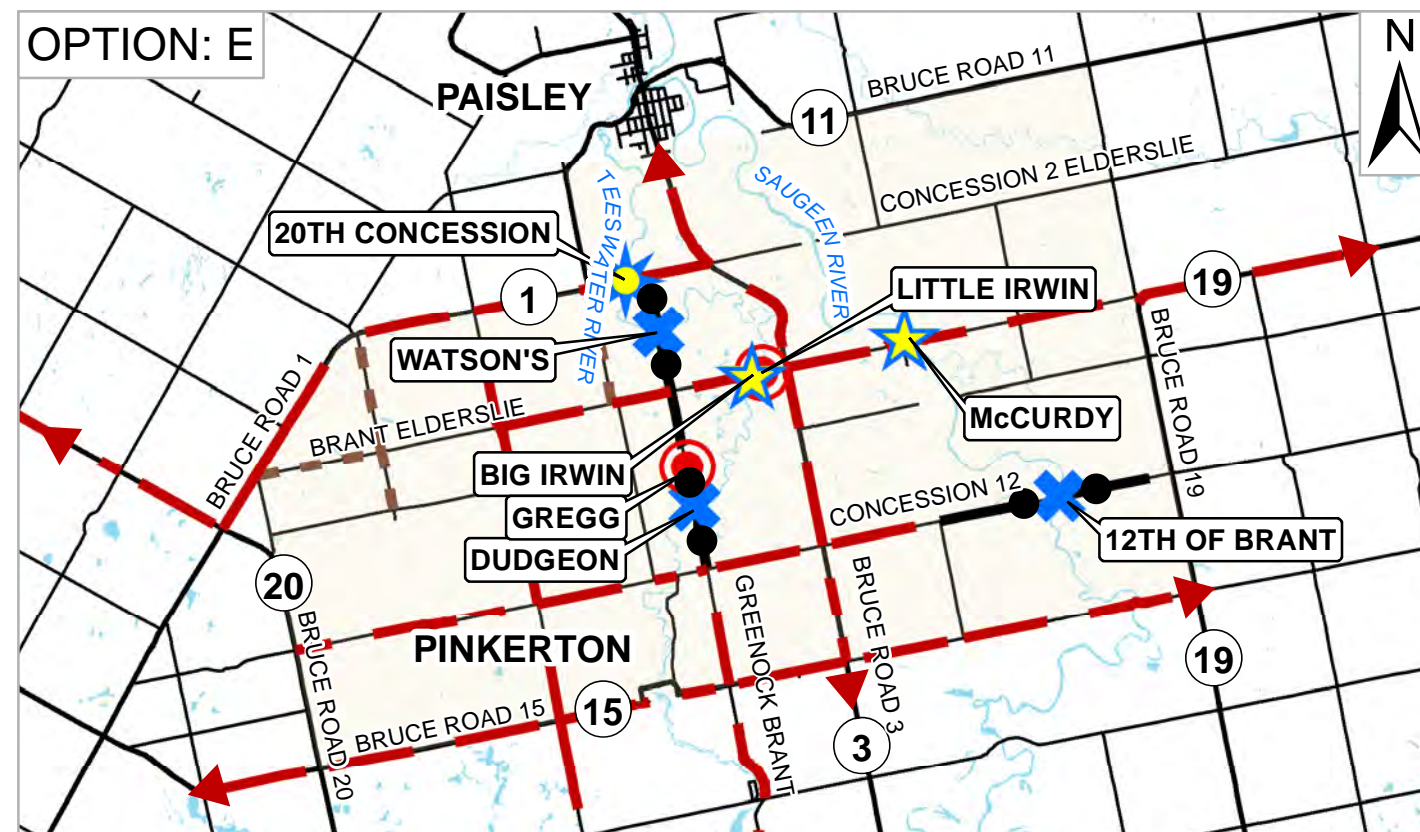 OPTION: E
N
PAISLEY
BRUCE ROAD 11
11
CONCESSION 2 ELDERSLIE
TEESWATER RIVER
SAUGEEN RIVER
20TH CONCESSION
LITTLE IRWIN
19
1
WATSON'S
BRUCE ROAD 1
BRUCE ROAD 19
BRANT ELDERSLIE
McCURDY
BIG IRWIN
GREGG
CONCESSION 12
DUDGEON
12TH OF BRANT
20
BRUCE ROAD 20
GREENOCK BRANT
BRUCE ROAD 3
PINKERTON
19
BRUCE ROAD 15
15
3